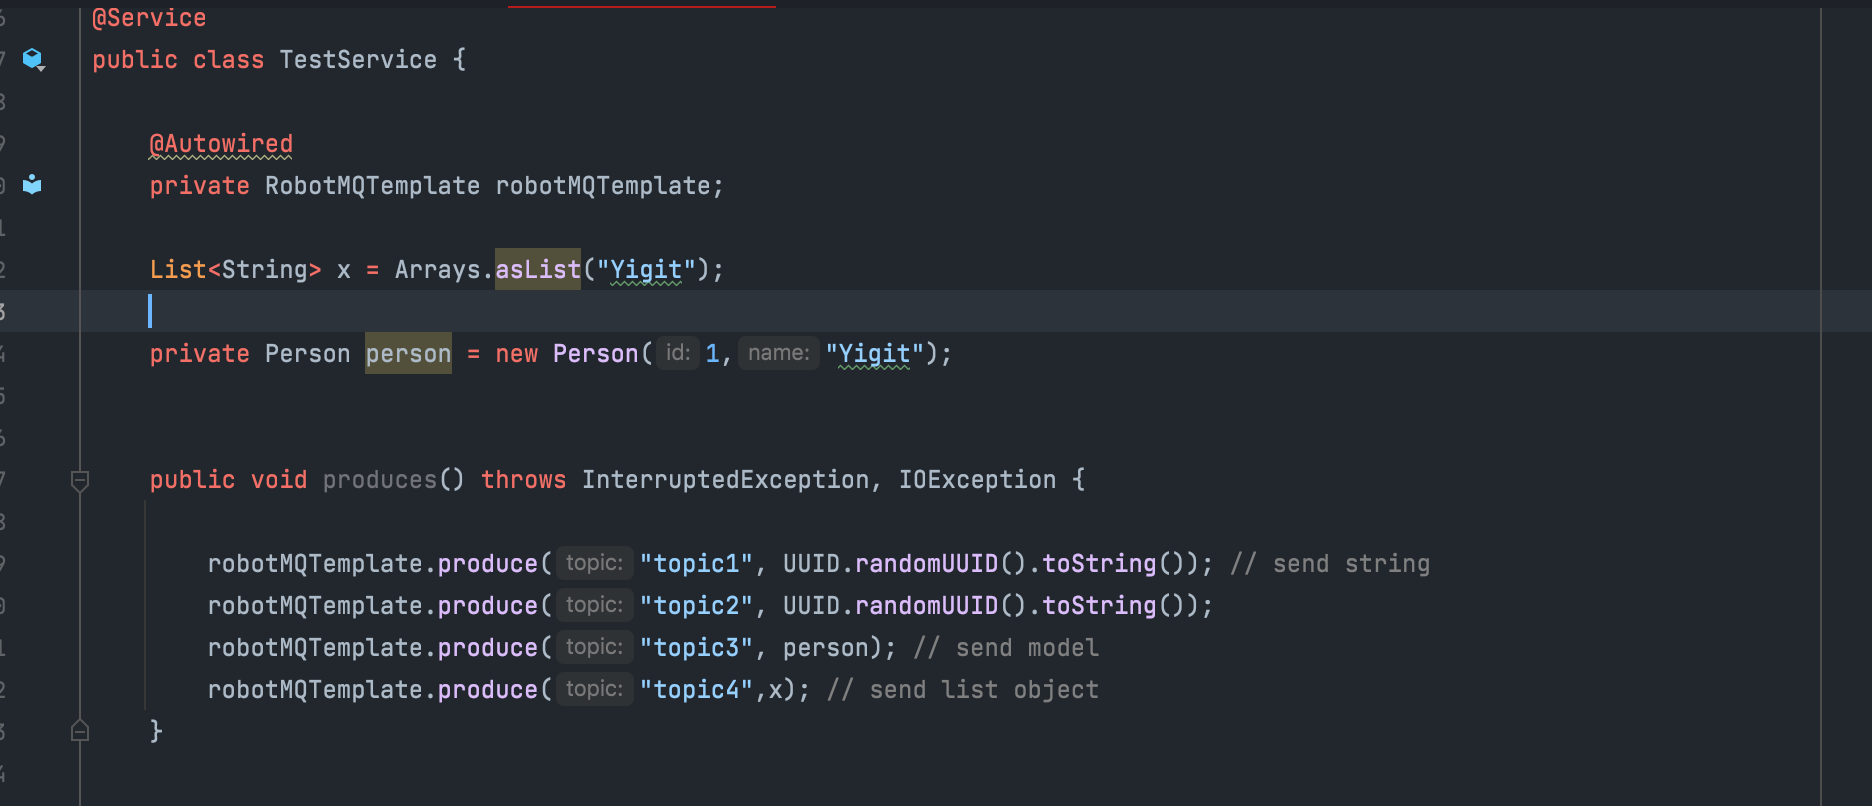 @Service
public class TestService {
@Autowired
private RobotMQTemplate robotMQTemplate;
List<String> x = Arrays.asList("Yigit");
private Person person = new Person( id: 1, name: "Yigit");
public void produces() throws InterruptedException, IOException {
robotMQTemplate.produce( topic: "topic1", UUID.randomUUID().toString()); // send string
robotMQTemplate.produce( topic: "topic2", UUID.randomUUID().toString());
robotMQTemplate.produce( topic: "topic3", person); // send model
robotMQTemplate.produce( topic: "topic4",x); // send list object
}